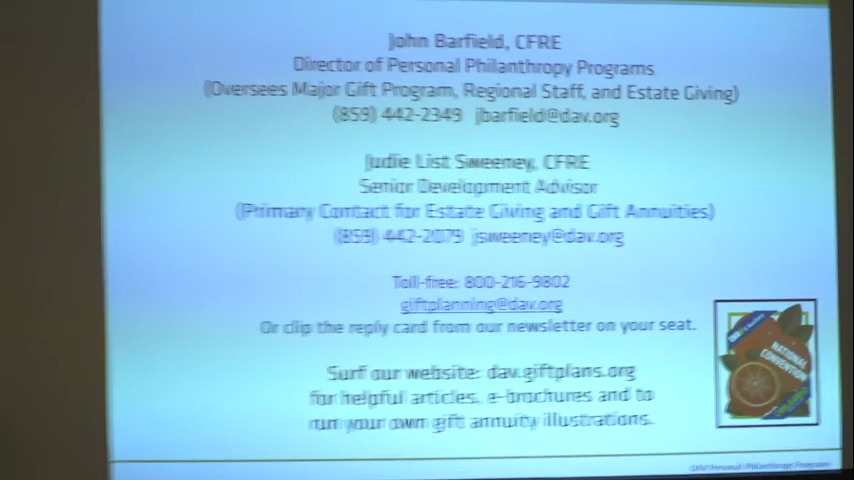 John Barfield, CFRE
Director of Personal Philanthropy Programs
(Oversees Major Gift Program, Regional Staff, and Estate Giving)
(859) 442-2349 jbarfield@dav.org
Judie List Sweeney, CFRE
Senior Development Advisor
(Primary Contact for Estate Giving and Gift Annuities)
(859) 442-2079 jsweeney@dav.org
Toll-free: 800-216-9802
giftplanning@dav.org
Or clip the reply card from our newsletter on your seat.
NATIONAL
CONVENTION
Surf our website: dav.giftplans.org
for helpful articles, e-brochures and to
run your own gift annuity illustrations.
DAV Personal Philanthropy Programs